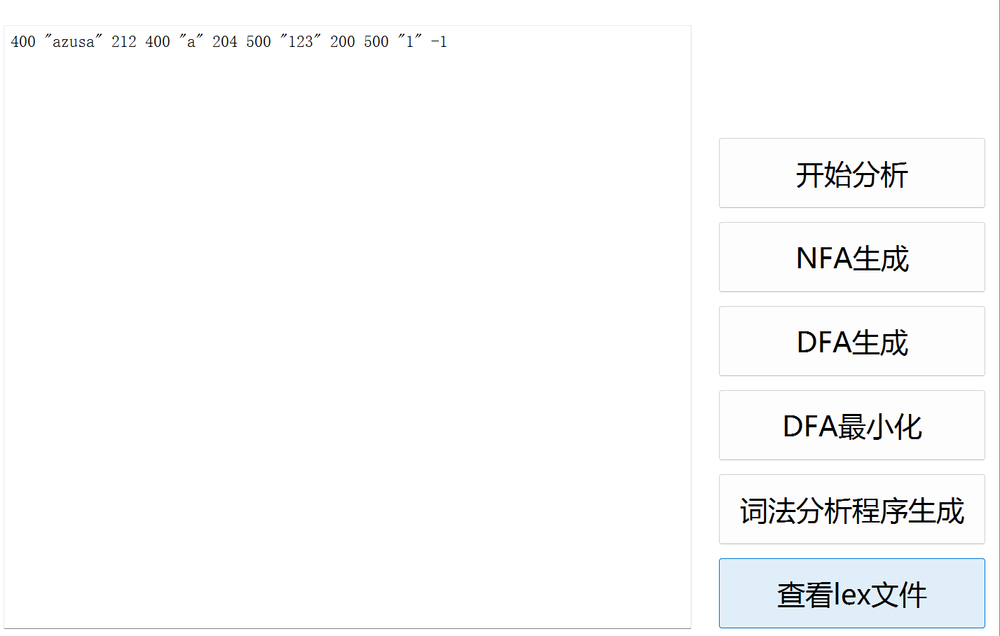 400 "azusa" 212 400 "a" 204 500 "123" 200 500 "1" -1
开始分析
NFA生成
DFA生成
DFA最小化
词法分析程序生成
查看lex文件